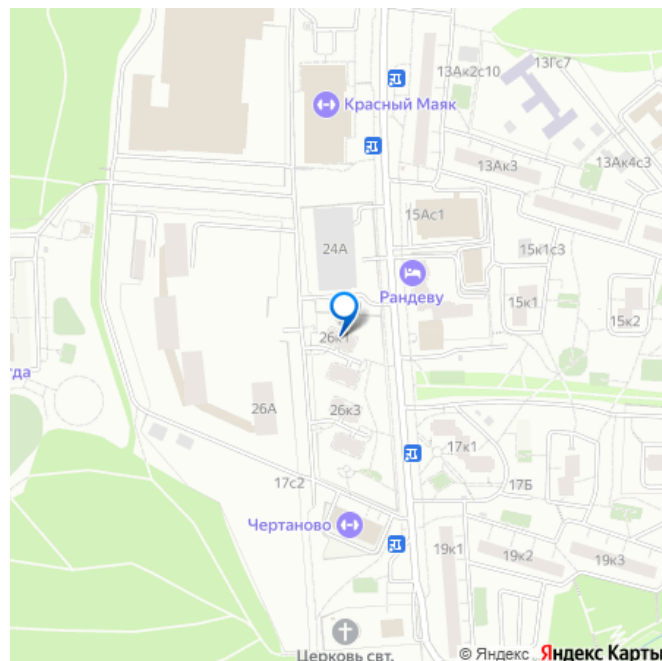 13Ак2с10
13Гс7
Красный Маяк
13Ак3
13Ак4с3
15Ас1
24А
15к1с3
Рандеву
15к1
15к2
26к1
гда
26А
26к3
17к1
17с2
17Б
Чертаново
19к1
19к2
19к3
Церковь свт.
© Яндекс Яндекс Карты